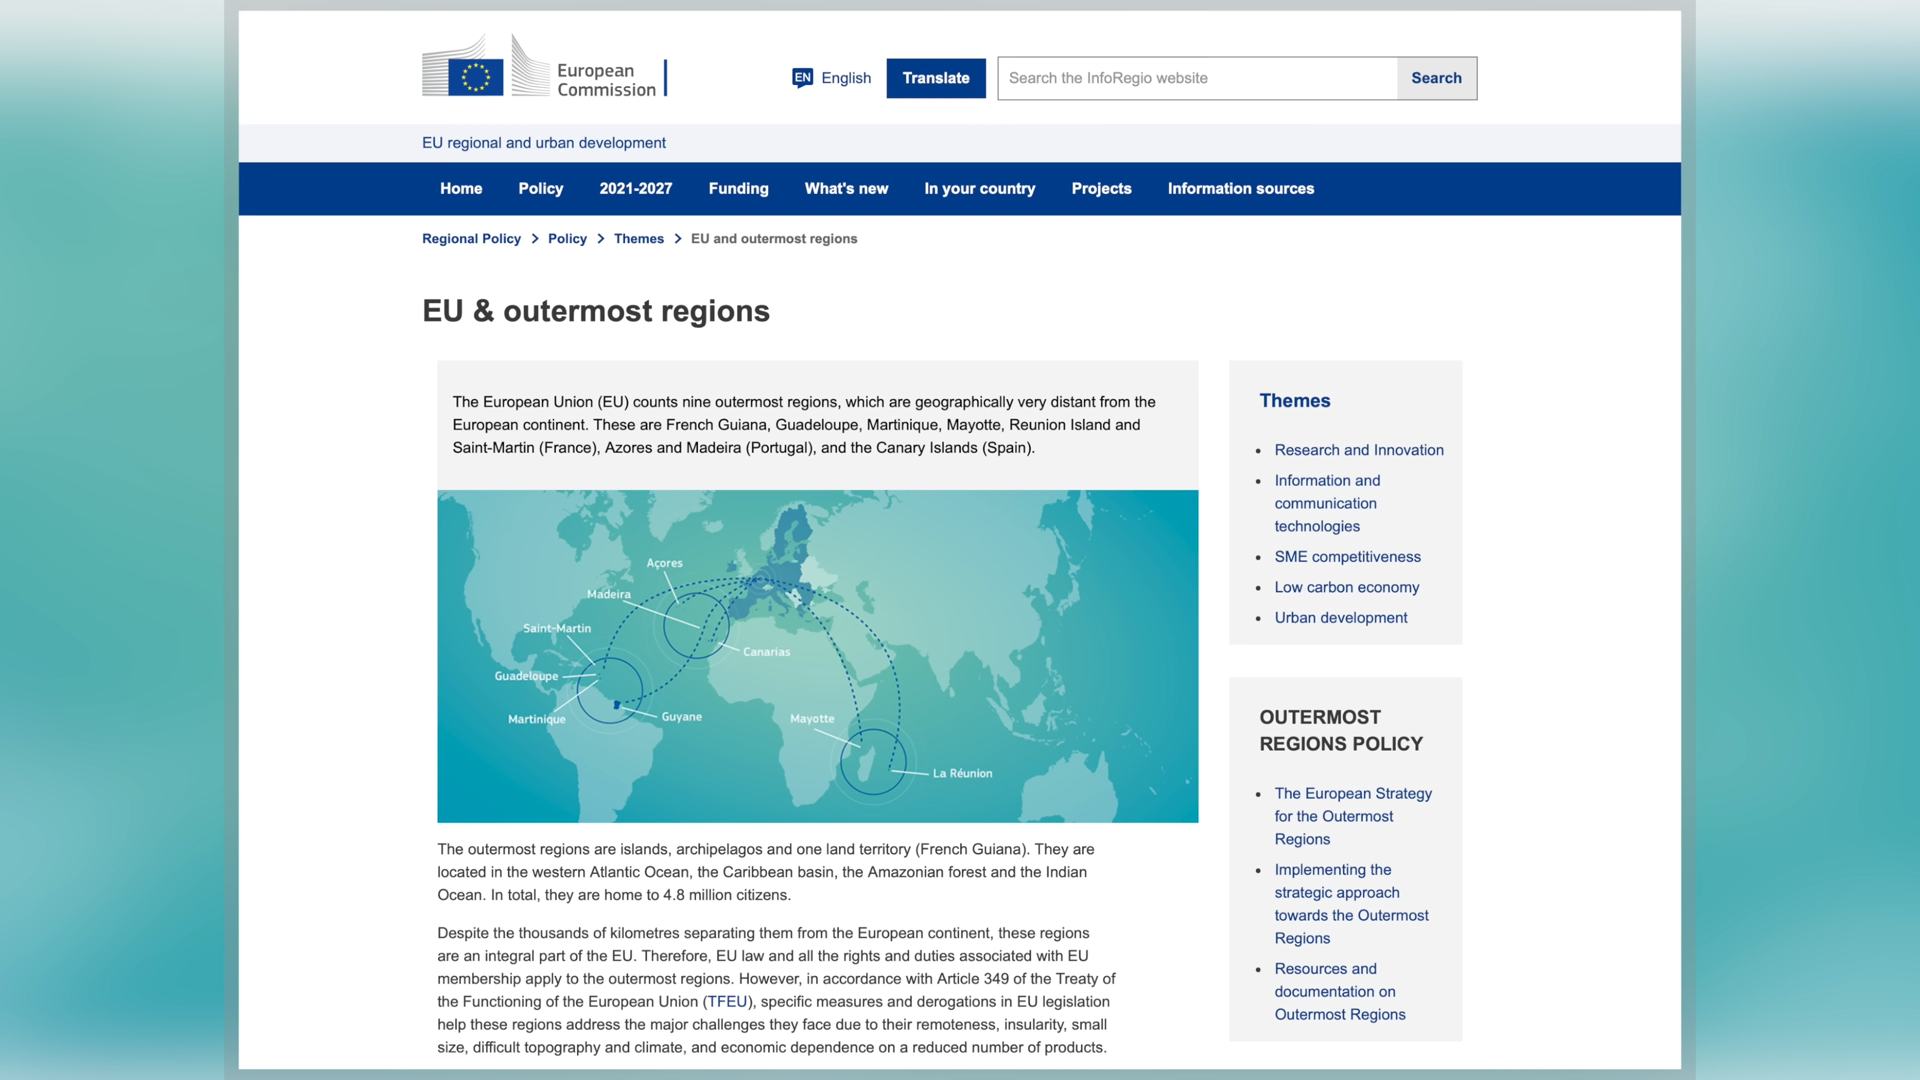 European
Commission
EN English
Translate
Search the InfoRegio website
Search
EU regional and urban development
Home Policy 2021-2027 Funding What's new In your country Projects Information sources
Regional Policy > Policy > Themes > EU and outermost regions
EU & outermost regions
The European Union (EU) counts nine outermost regions, which are geographically very distant from the
European continent. These are French Guiana, Guadeloupe, Martinique, Mayotte, Reunion Island and
Saint-Martin (France), Azores and Madeira (Portugal), and the Canary Islands (Spain).
Açores
Madeira
Saint-Martin
Canarias
Guadeloupe
Martinique
Guyane
Mayotte
La Réunion
The outermost regions are islands, archipelagos and one land territory (French Guiana). They are
located in the western Atlantic Ocean, the Caribbean basin, the Amazonian forest and the Indian
Ocean. In total, they are home to 4.8 million citizens.
Despite the thousands of kilometres separating them from the European continent, these regions
are an integral part of the EU. Therefore, EU law and all the rights and duties associated with EU
membership apply to the outermost regions. However, in accordance with Article 349 of the Treaty of
the Functioning of the European Union (TFEU), specific measures and derogations in EU legislation
help these regions address the major challenges they face due to their remoteness, insularity, small
size, difficult topography and climate, and economic dependence on a reduced number of products.
Themes
Research and Innovation
Information and
communication
technologies
SME competitiveness
Low carbon economy
Urban development
OUTERMOST
REGIONS POLICY
The European Strategy
for the Outermost
Regions
Implementing the
strategic approach
towards the Outermost
Regions
Resources and
documentation on
Outermost Regions